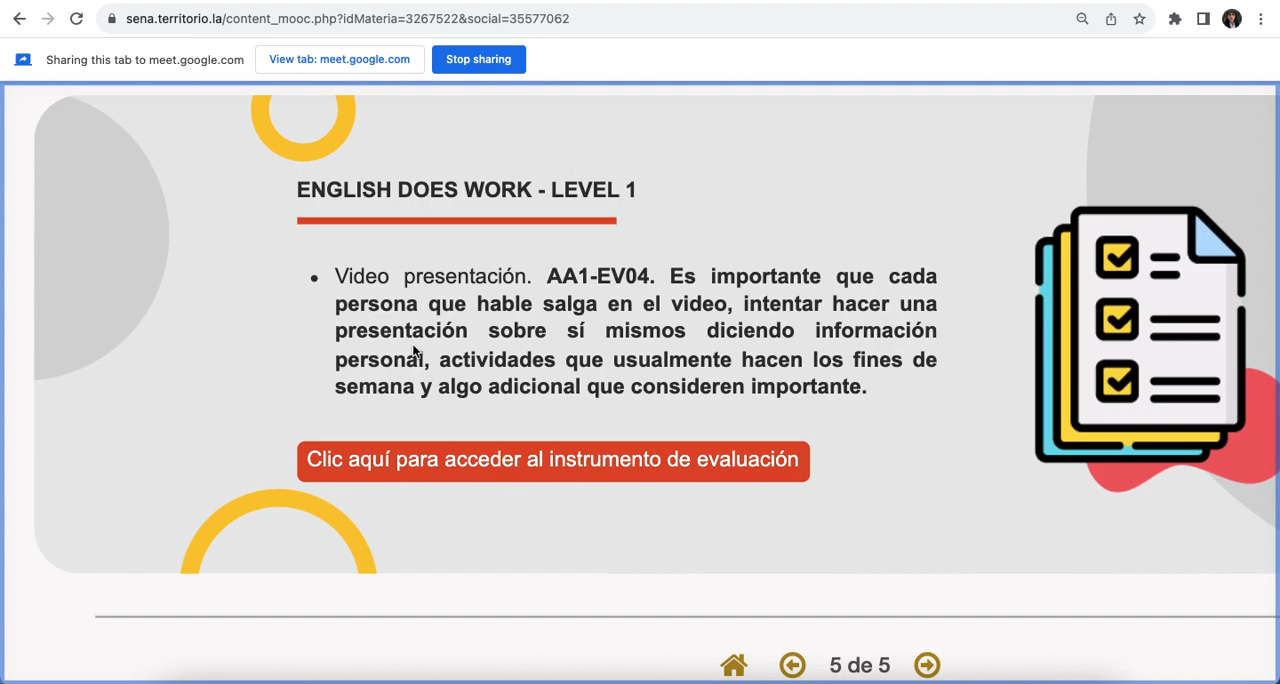 sena.territorio.la/content_mooc.php?idMateria=3267522&social=35577062
Sharing this tab to meet.google.com
View tab: meet.google.com
Stop sharing
ENGLISH DOES WORK - LEVEL 1
• Video presentación. AA1-EV04. Es importante que cada
persona que hable salga en el video, intentar hacer una
presentación sobre sí mismos diciendo información
personal, actividades que usualmente hacen los fines de
semana y algo adicional que consideren importante.
Clic aquí para acceder al instrumento de evaluación
5 de 5